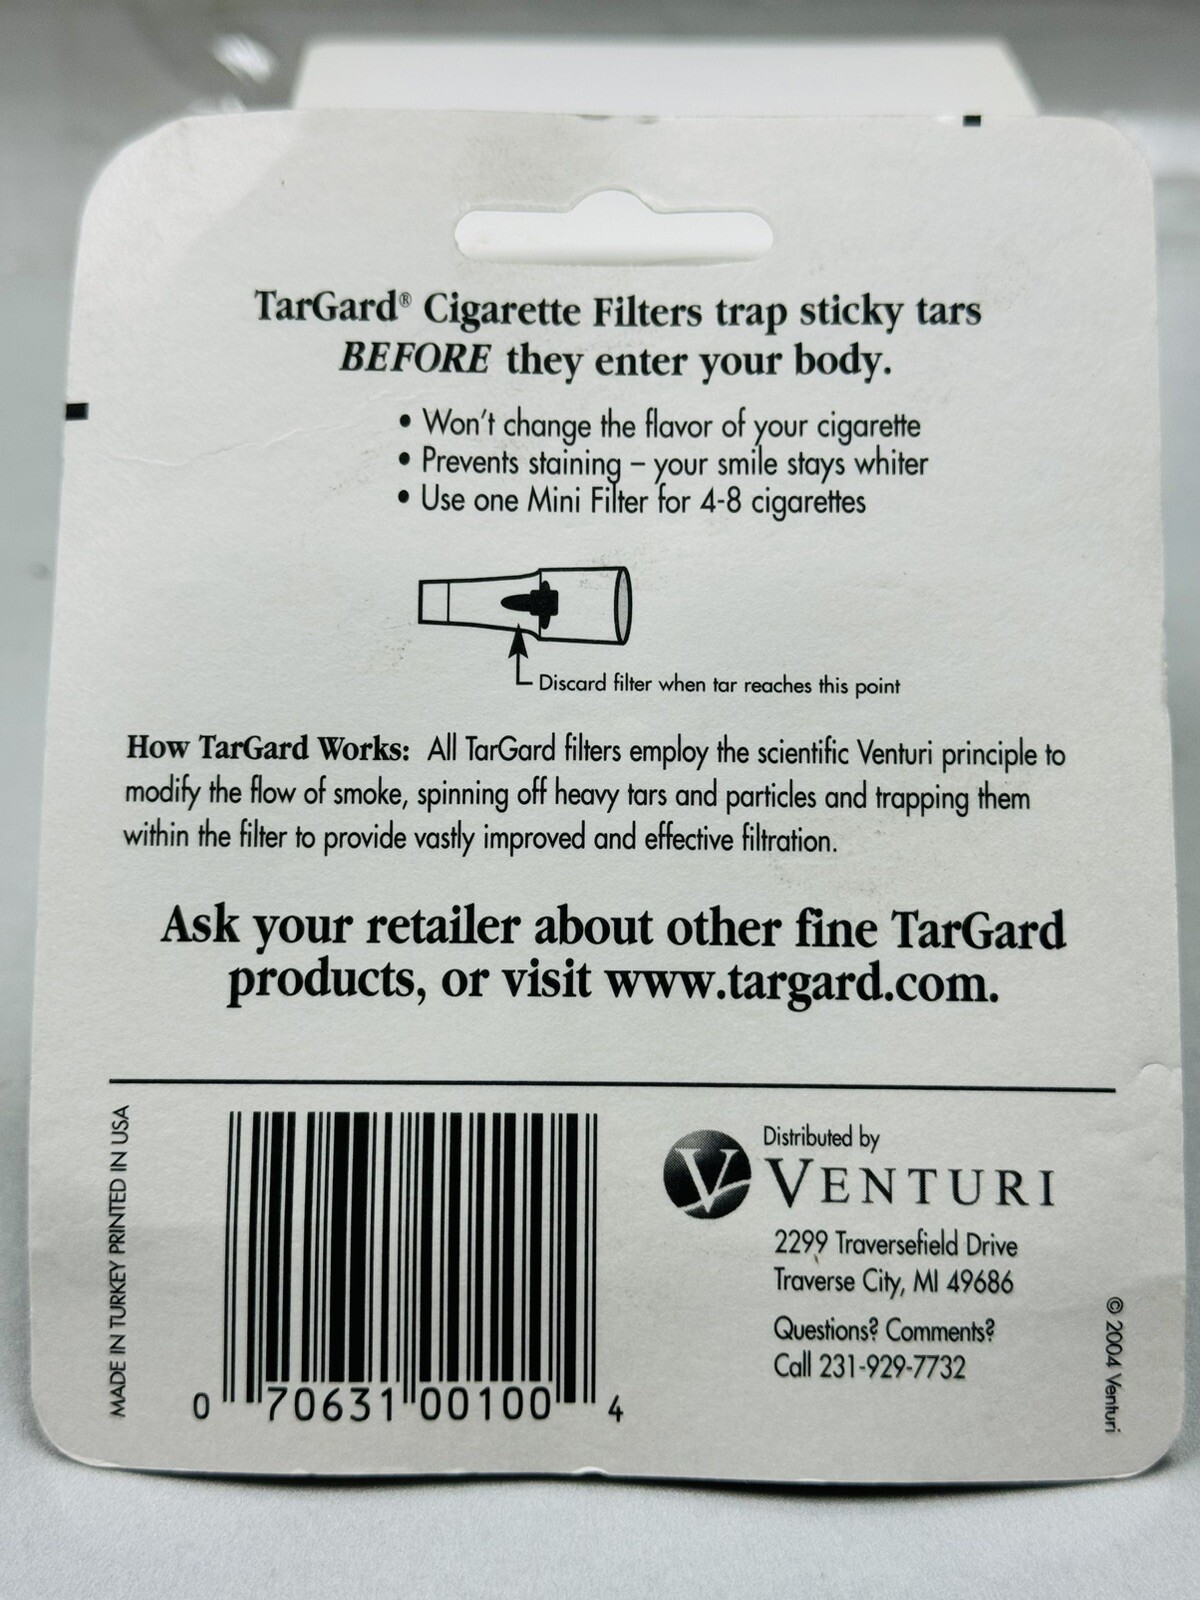 TarGard® Cigarette Filters trap sticky tars
BEFORE they enter your body.
• Won't change the flavor of your cigarette
• Prevents staining – your smile stays whiter
• Use one Mini Filter for 4-8 cigarettes
Discard filter when tar reaches this point
How TarGard Works: All TarGard filters employ the scientific Venturi principle to
modify the flow of smoke, spinning off heavy tars and particles and trapping them
within the filter to provide vastly improved and effective filtration.
Ask your retailer about other fine TarGard
products, or visit www.targard.com.
MADE IN TURKEY PRINTED IN USA
0 70631 00100 4
V
Distributed by
VENTURI
2299 Traversefield Drive
Traverse City, MI 49686
Questions? Comments?
Call 231-929-7732
© 2004 Venturi